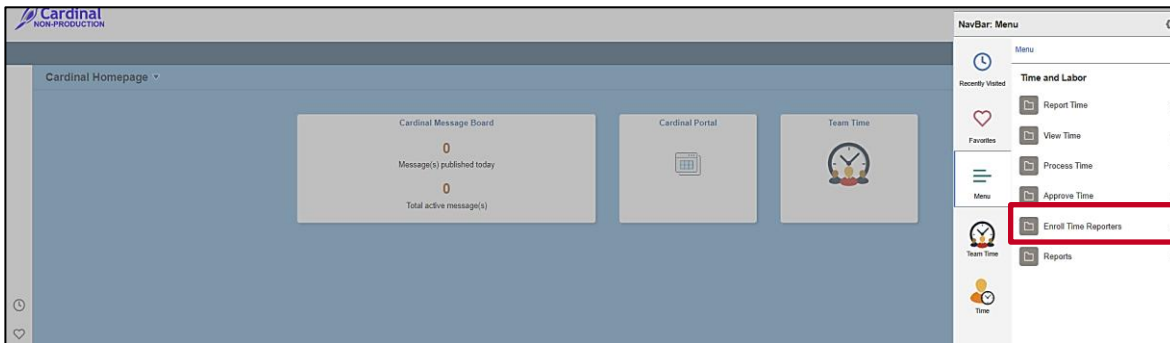 Cardinal
NON-PRODUCTION
Cardinal Homepage
Cardinal Message Board
0
Message(s) published today
0
Total active message(s)
Cardinal Portal
Team Time
NavBar: Menu
Recently Visited
Favorites
Menu
Team Time
Time
Menu
Time and Labor
Report Time
View Time
Process Time
Approve Time
Enroll Time Reporters
Reports